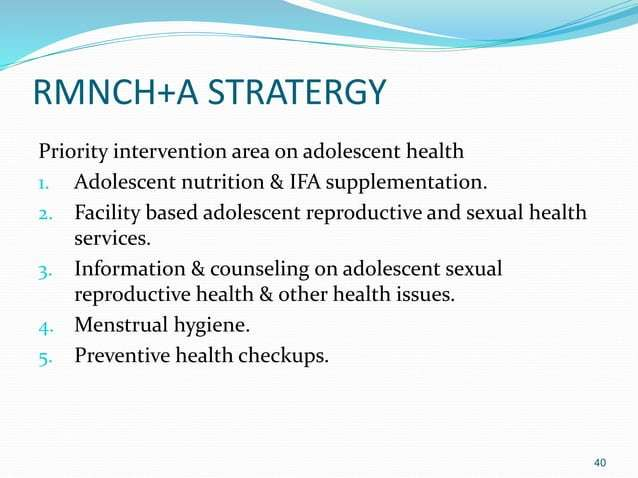 RMNCH+A STRATERGY
Priority intervention area on adolescent health
1. Adolescent nutrition & IFA supplementation.
2. Facility based adolescent reproductive and sexual health
services.
3. Information & counseling on adolescent sexual
reproductive health & other health issues.
4. Menstrual hygiene.
5. Preventive health checkups.
40